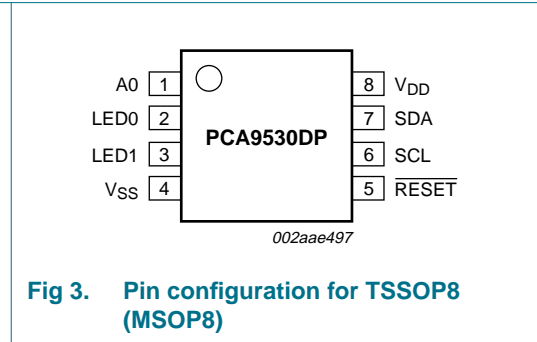 A0 1
LED0 2
LED1 3
VSS 4
PCA9530DP
8 VDD
7 SDA
6 SCL
5 RESET
002aae497
Fig 3. Pin configuration for TSSOP8
(MSOP8)